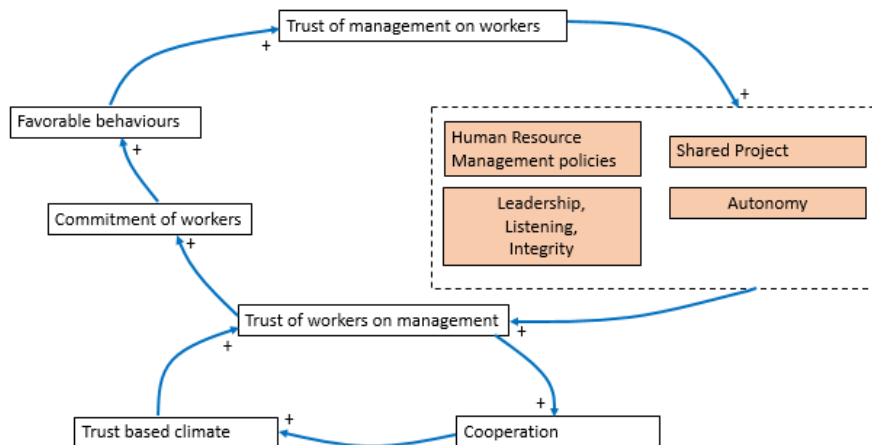 Trust of management on workers
+
+
Favorable behaviours
+
Human Resource
Management policies
Shared Project
Leadership,
Listening,
Integrity
Autonomy
Commitment of workers
+
Trust of workers on management
+
+
+
+
Trust based climate
Cooperation